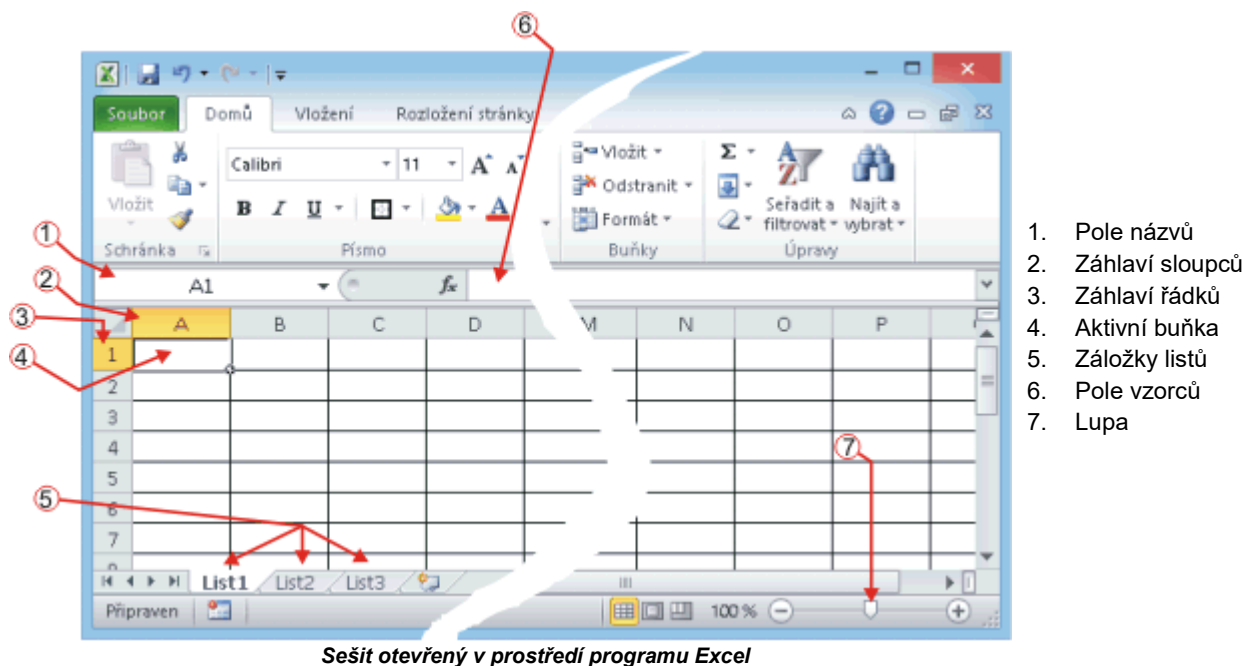 6
Soubor Domů Vložení Rozložení stránky
Calibri 11 A A Vložit Σ
Vložit B I U A Odstranit Seřadit a Najít a
Formát filtrovat vybrat
Schránka Písmo Buňky Úpravy
1
A1 fx
2
A B C D M N O P
3
1
4
2
3
4
7
5
5
6
7
List1 List2 List3
Připraven 100 %
1. Pole názvů
2. Záhlaví sloupců
3. Záhlaví řádků
4. Aktivní buňka
5. Záložky listů
6. Pole vzorců
7. Lupa
Sešit otevřený v prostředí programu Excel